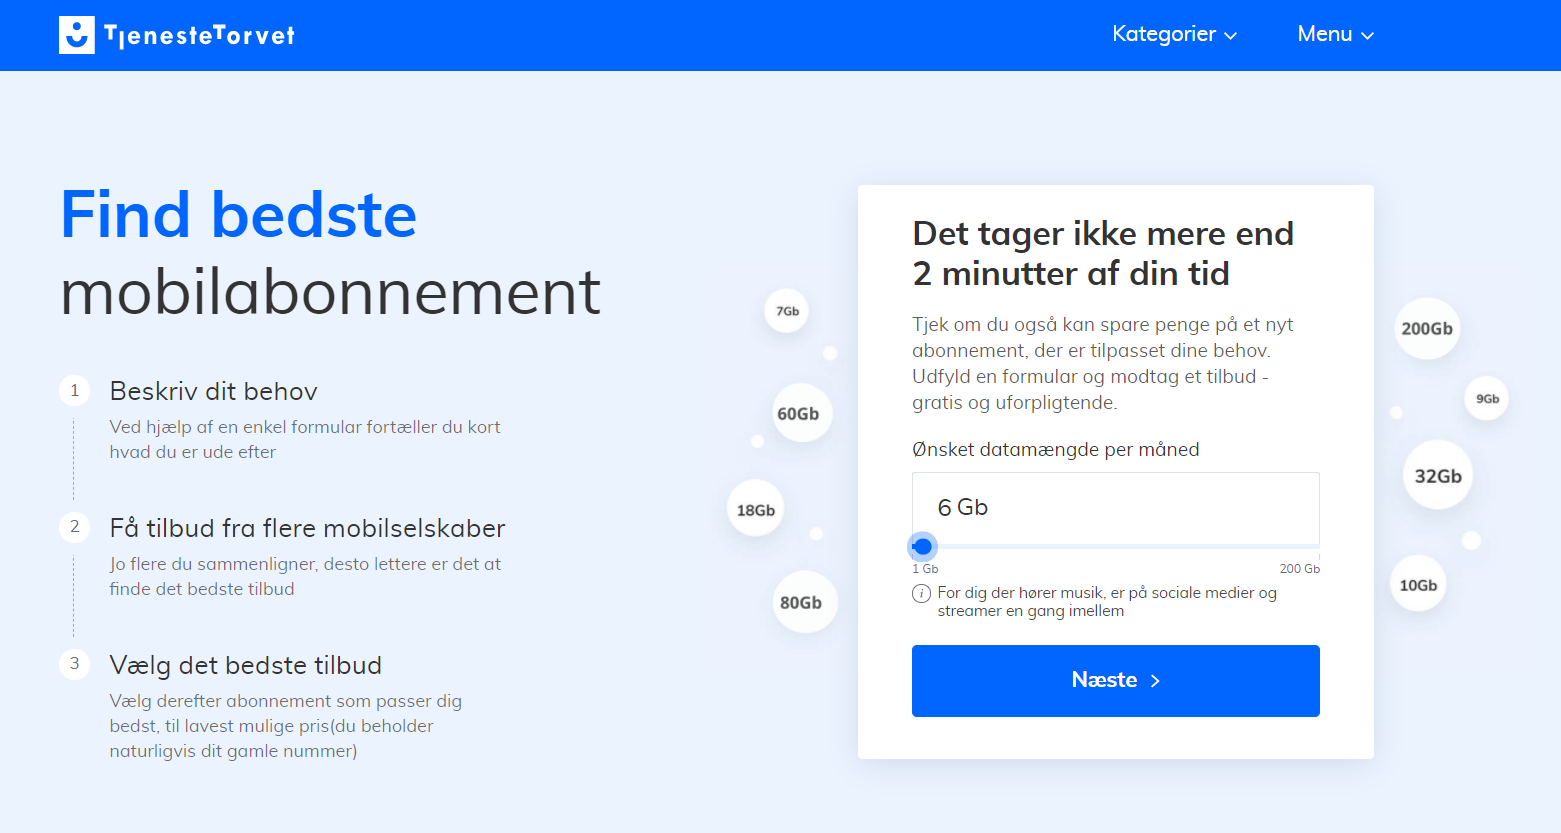 TjenesteTorvet
Kategorier
Menu
Find bedste
mobilabonnement
1
Beskriv dit behov
Ved hjælp af en enkel formular fortæller du kort
hvad du er ude efter
2
Få tilbud fra flere mobilselskaber
Jo flere du sammenligner, desto lettere er det at
finde det bedste tilbud
3
Vælg det bedste tilbud
Vælg derefter abonnement som passer dig
bedst, til lavest mulige pris(du beholder
naturligvis dit gamle nummer)
7Gb
60Gb
18Gb
80Gb
Det tager ikke mere end
2 minutter af din tid
Tjek om du også kan spare penge på et nyt
abonnement, der er tilpasset dine behov.
Udfyld en formular og modtag et tilbud -
gratis og uforpligtende.
Ønsket datamængde per måned
6 Gb
1 Gb
200 Gb
i
For dig der hører musik, er på sociale medier og
streamer en gang imellem
Næste
200Gb
9Gb
32Gb
10Gb